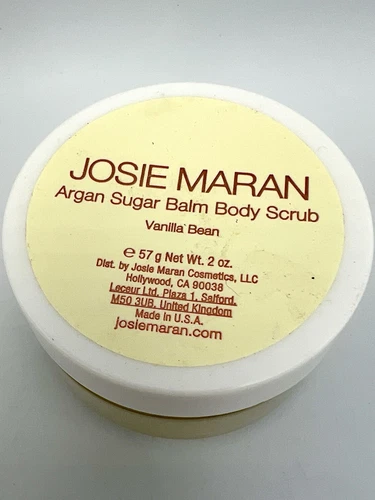 JOSIE MARAN
Argan Sugar Balm Body Scrub
Vanilla Bean
℮ 57 g Net Wt. 2 oz.
Dist. by Josie Maran Cosmetics, LLC
Hollywood, CA 90038
Laceur Ltd, Plaza 1, Salford,
M50 3UB, United Kingdom
Made in U.S.A.
josiemaran.com